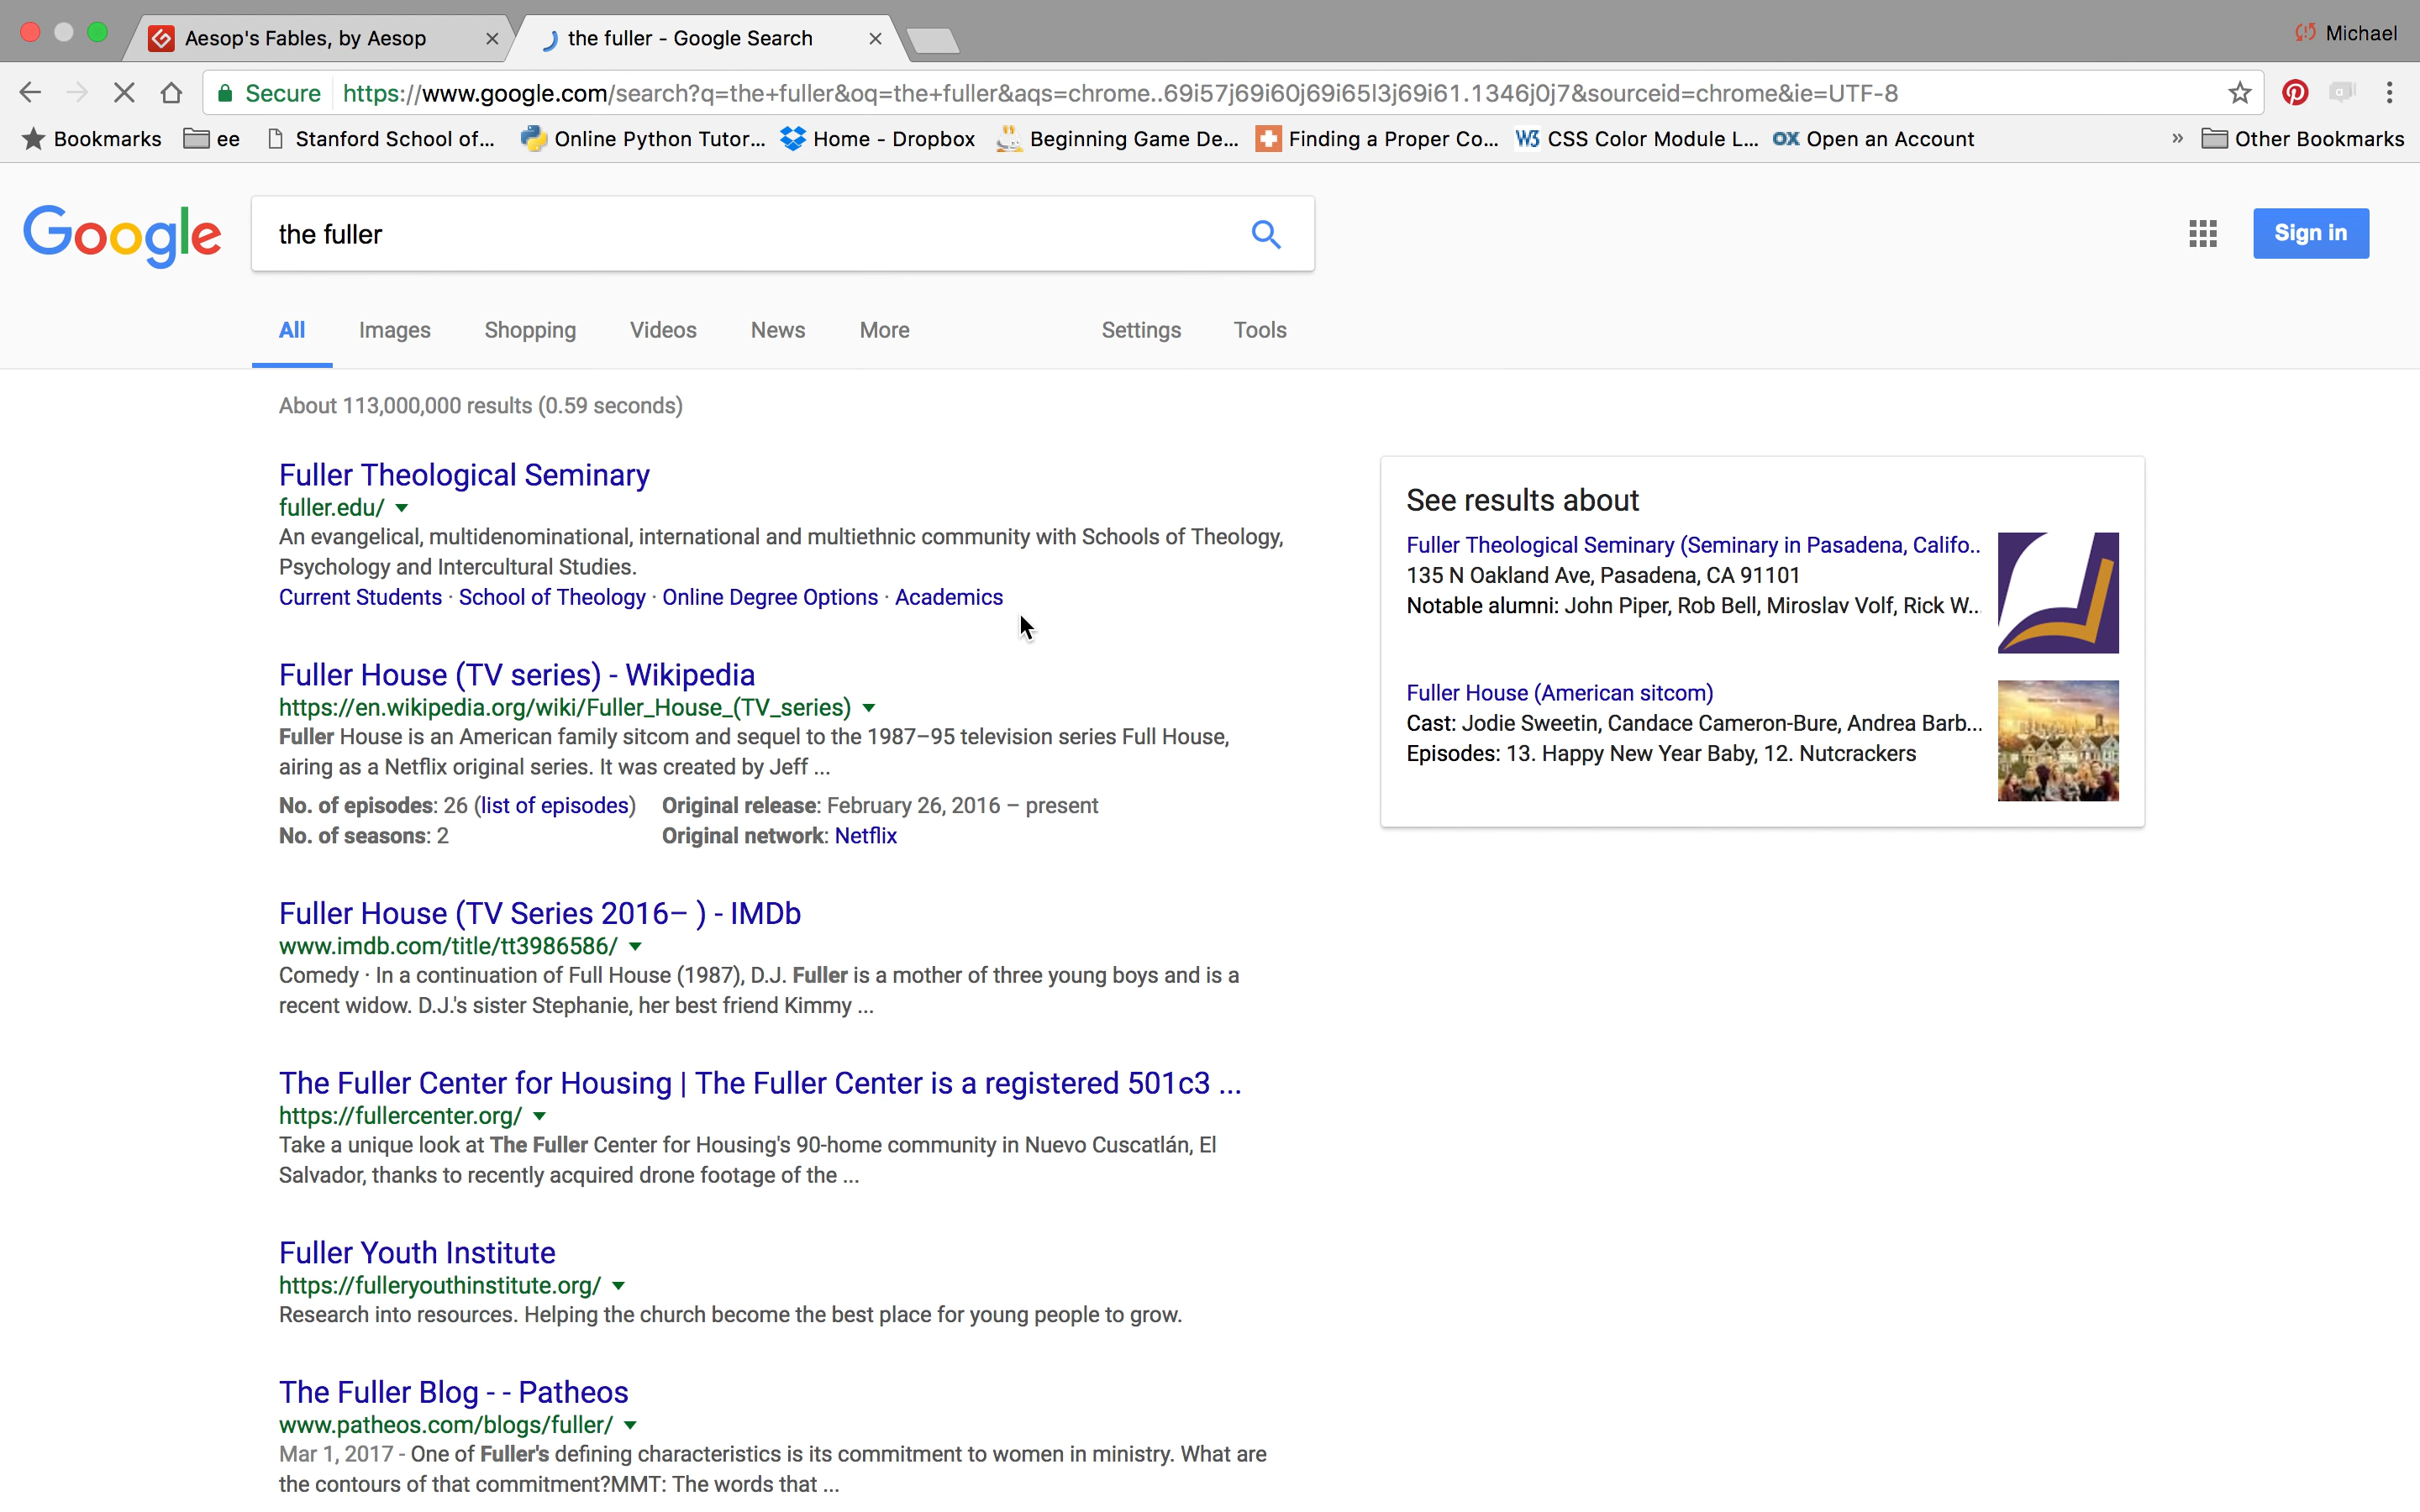 Aesop's Fables, by Aesop
the fuller - Google Search
Michael
Secure https://www.google.com/search?q=the+fuller&oq=the+fuller&aqs=chrome..69i57j69i60j69i65l3j69i61.1346j0j7&sourceid=chrome&ie=UTF-8
Bookmarks ee Stanford School of... Online Python Tutor... Home - Dropbox Beginning Game De... Finding a Proper Co... W3 CSS Color Module L... OX Open an Account » Other Bookmarks
Google
the fuller
Sign in
All Images Shopping Videos News More Settings Tools
About 113,000,000 results (0.59 seconds)
Fuller Theological Seminary
fuller.edu/
An evangelical, multidenominational, international and multiethnic community with Schools of Theology,
Psychology and Intercultural Studies.
Current Students · School of Theology · Online Degree Options · Academics
Fuller House (TV series) - Wikipedia
https://en.wikipedia.org/wiki/Fuller_House_(TV_series)
Fuller House is an American family sitcom and sequel to the 1987–95 television series Full House,
airing as a Netflix original series. It was created by Jeff ...
No. of episodes: 26 (list of episodes) Original release: February 26, 2016 – present
No. of seasons: 2 Original network: Netflix
Fuller House (TV Series 2016– ) - IMDb
www.imdb.com/title/tt3986586/
Comedy · In a continuation of Full House (1987), D.J. Fuller is a mother of three young boys and is a
recent widow. D.J.'s sister Stephanie, her best friend Kimmy ...
The Fuller Center for Housing | The Fuller Center is a registered 501c3 ...
https://fullercenter.org/
Take a unique look at The Fuller Center for Housing's 90-home community in Nuevo Cuscatlán, El
Salvador, thanks to recently acquired drone footage of the ...
Fuller Youth Institute
https://fulleryouthinstitute.org/
Research into resources. Helping the church become the best place for young people to grow.
The Fuller Blog - - Patheos
www.patheos.com/blogs/fuller/
Mar 1, 2017 - One of Fuller's defining characteristics is its commitment to women in ministry. What are
the contours of that commitment?MMT: The words that ...
See results about
Fuller Theological Seminary (Seminary in Pasadena, Califo..
135 N Oakland Ave, Pasadena, CA 91101
Notable alumni: John Piper, Rob Bell, Miroslav Volf, Rick W..
Fuller House (American sitcom)
Cast: Jodie Sweetin, Candace Cameron-Bure, Andrea Barb...
Episodes: 13. Happy New Year Baby, 12. Nutcrackers